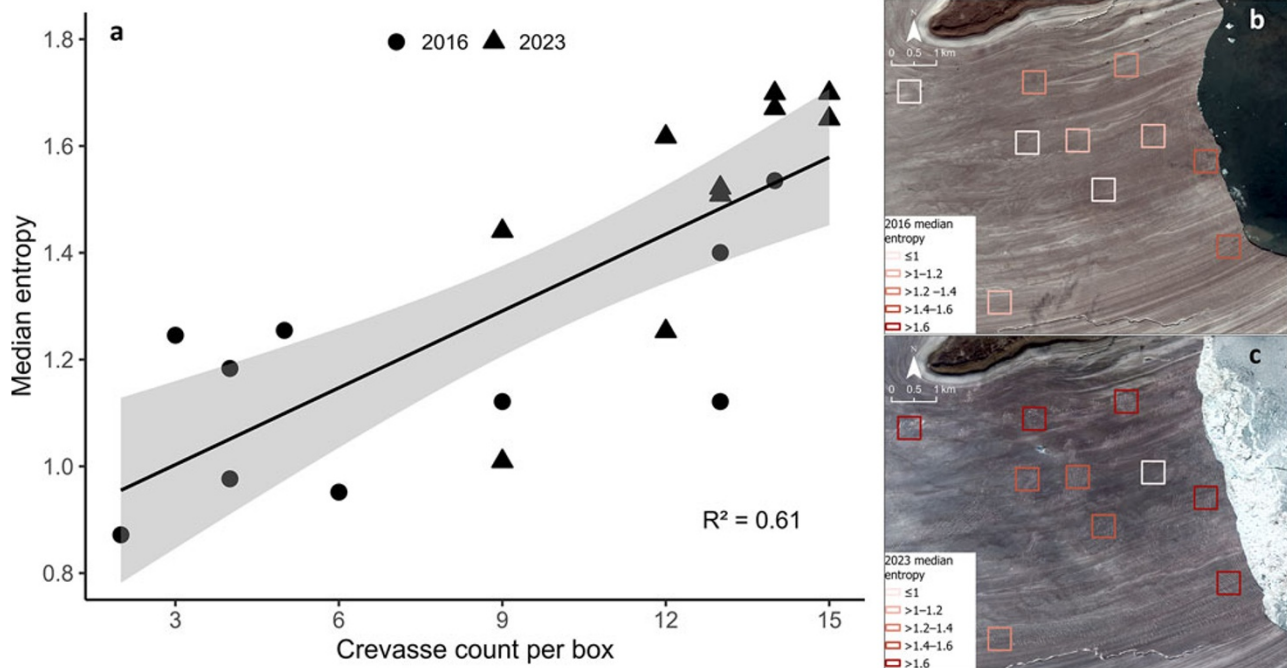 a
2016 2023
1.8
1.6
1.4
1.2
1.0
0.8
Median entropy
R² = 0.61
3 6 9 12 15
Crevasse count per box
b
N
0 0.5 1 km
2016 median
entropy
≤1
>1–1.2
>1.2 –1.4
>1.4–1.6
>1.6
c
N
0 0.5 1 km
2023 median
entropy
≤1
>1–1.2
>1.2–1.4
>1.4–1.6
>1.6